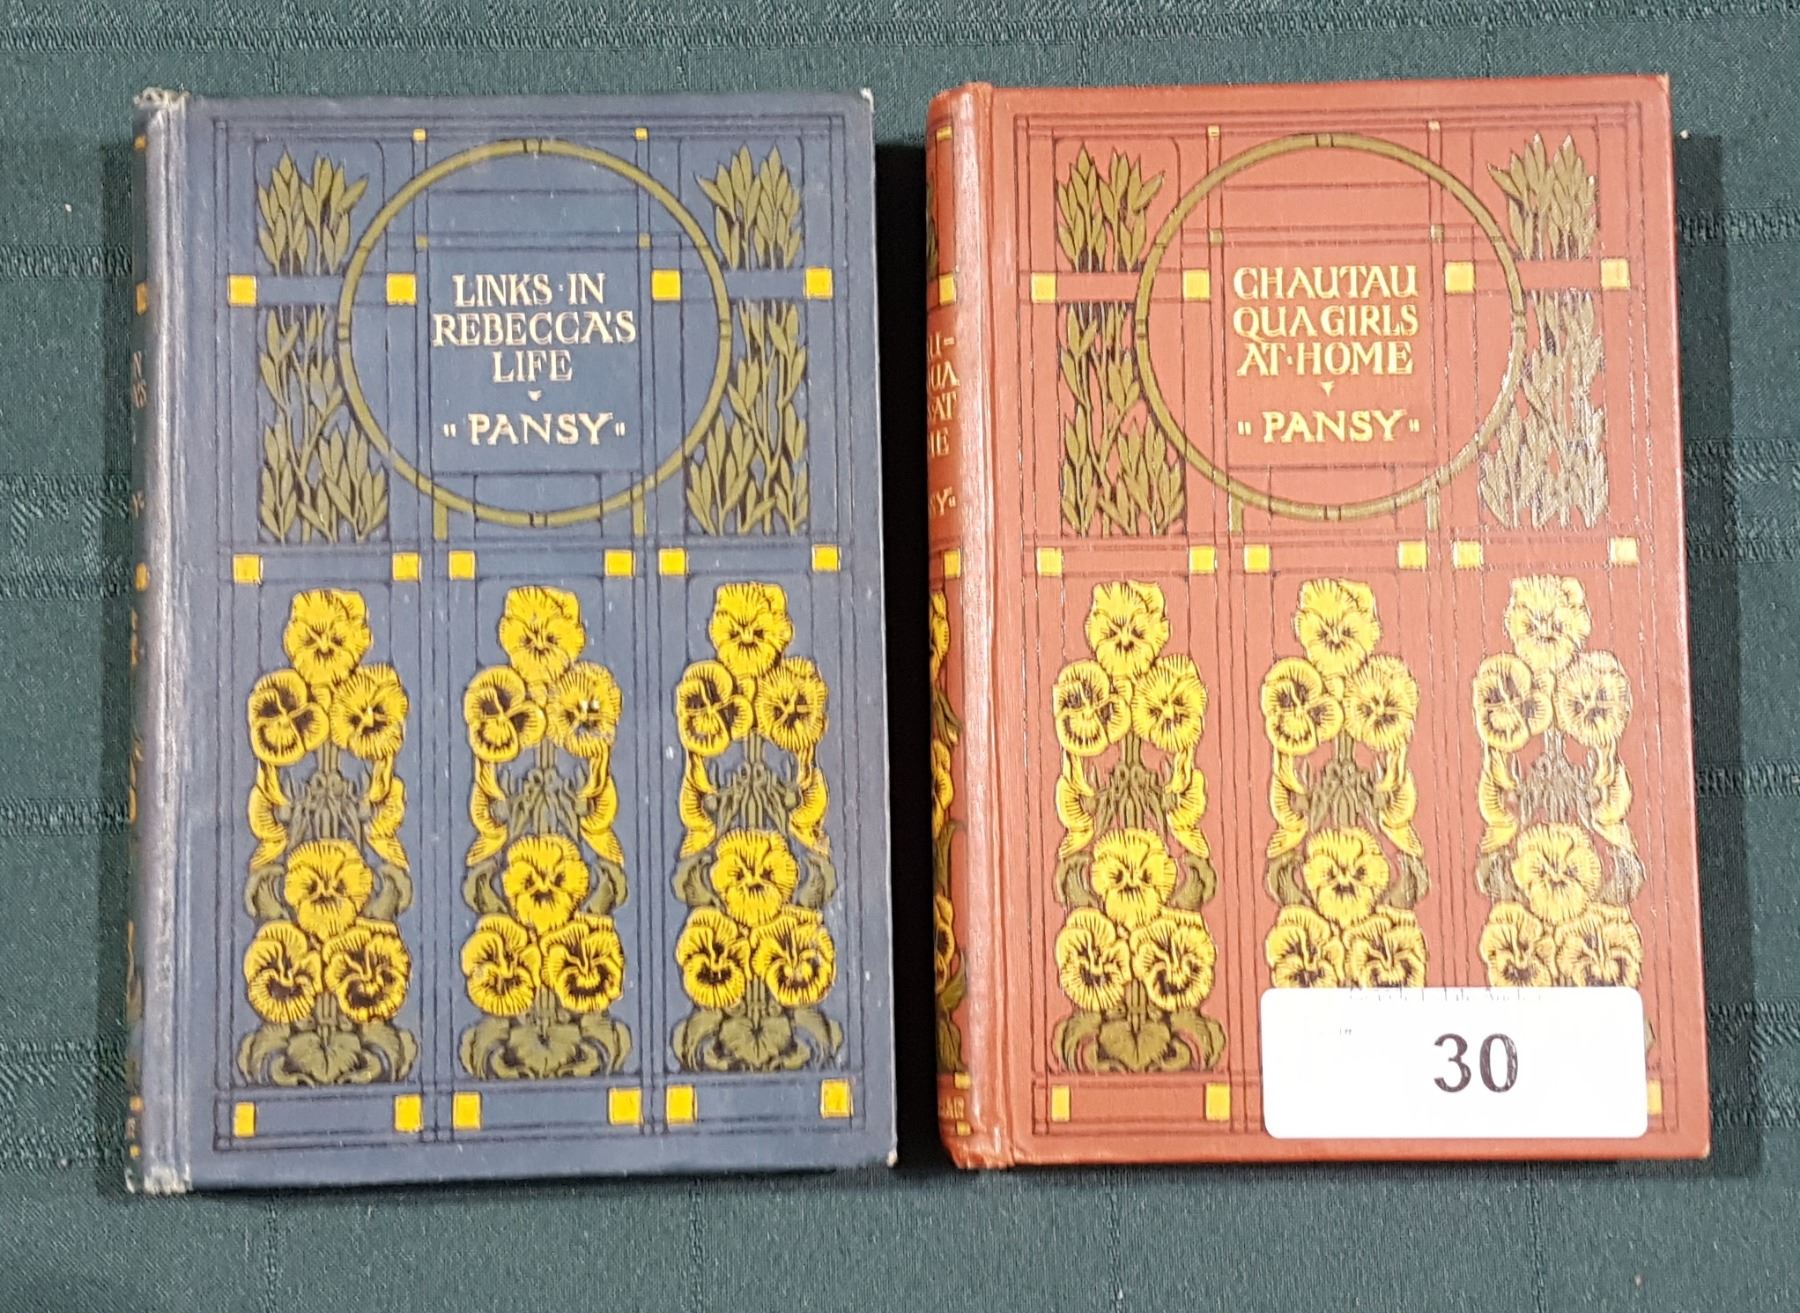 LINKS·IN
REBECCA'S
LIFE
"PANSY"
CHAUTAU
QUA GIRLS
AT·HOME
"PANSY"
30